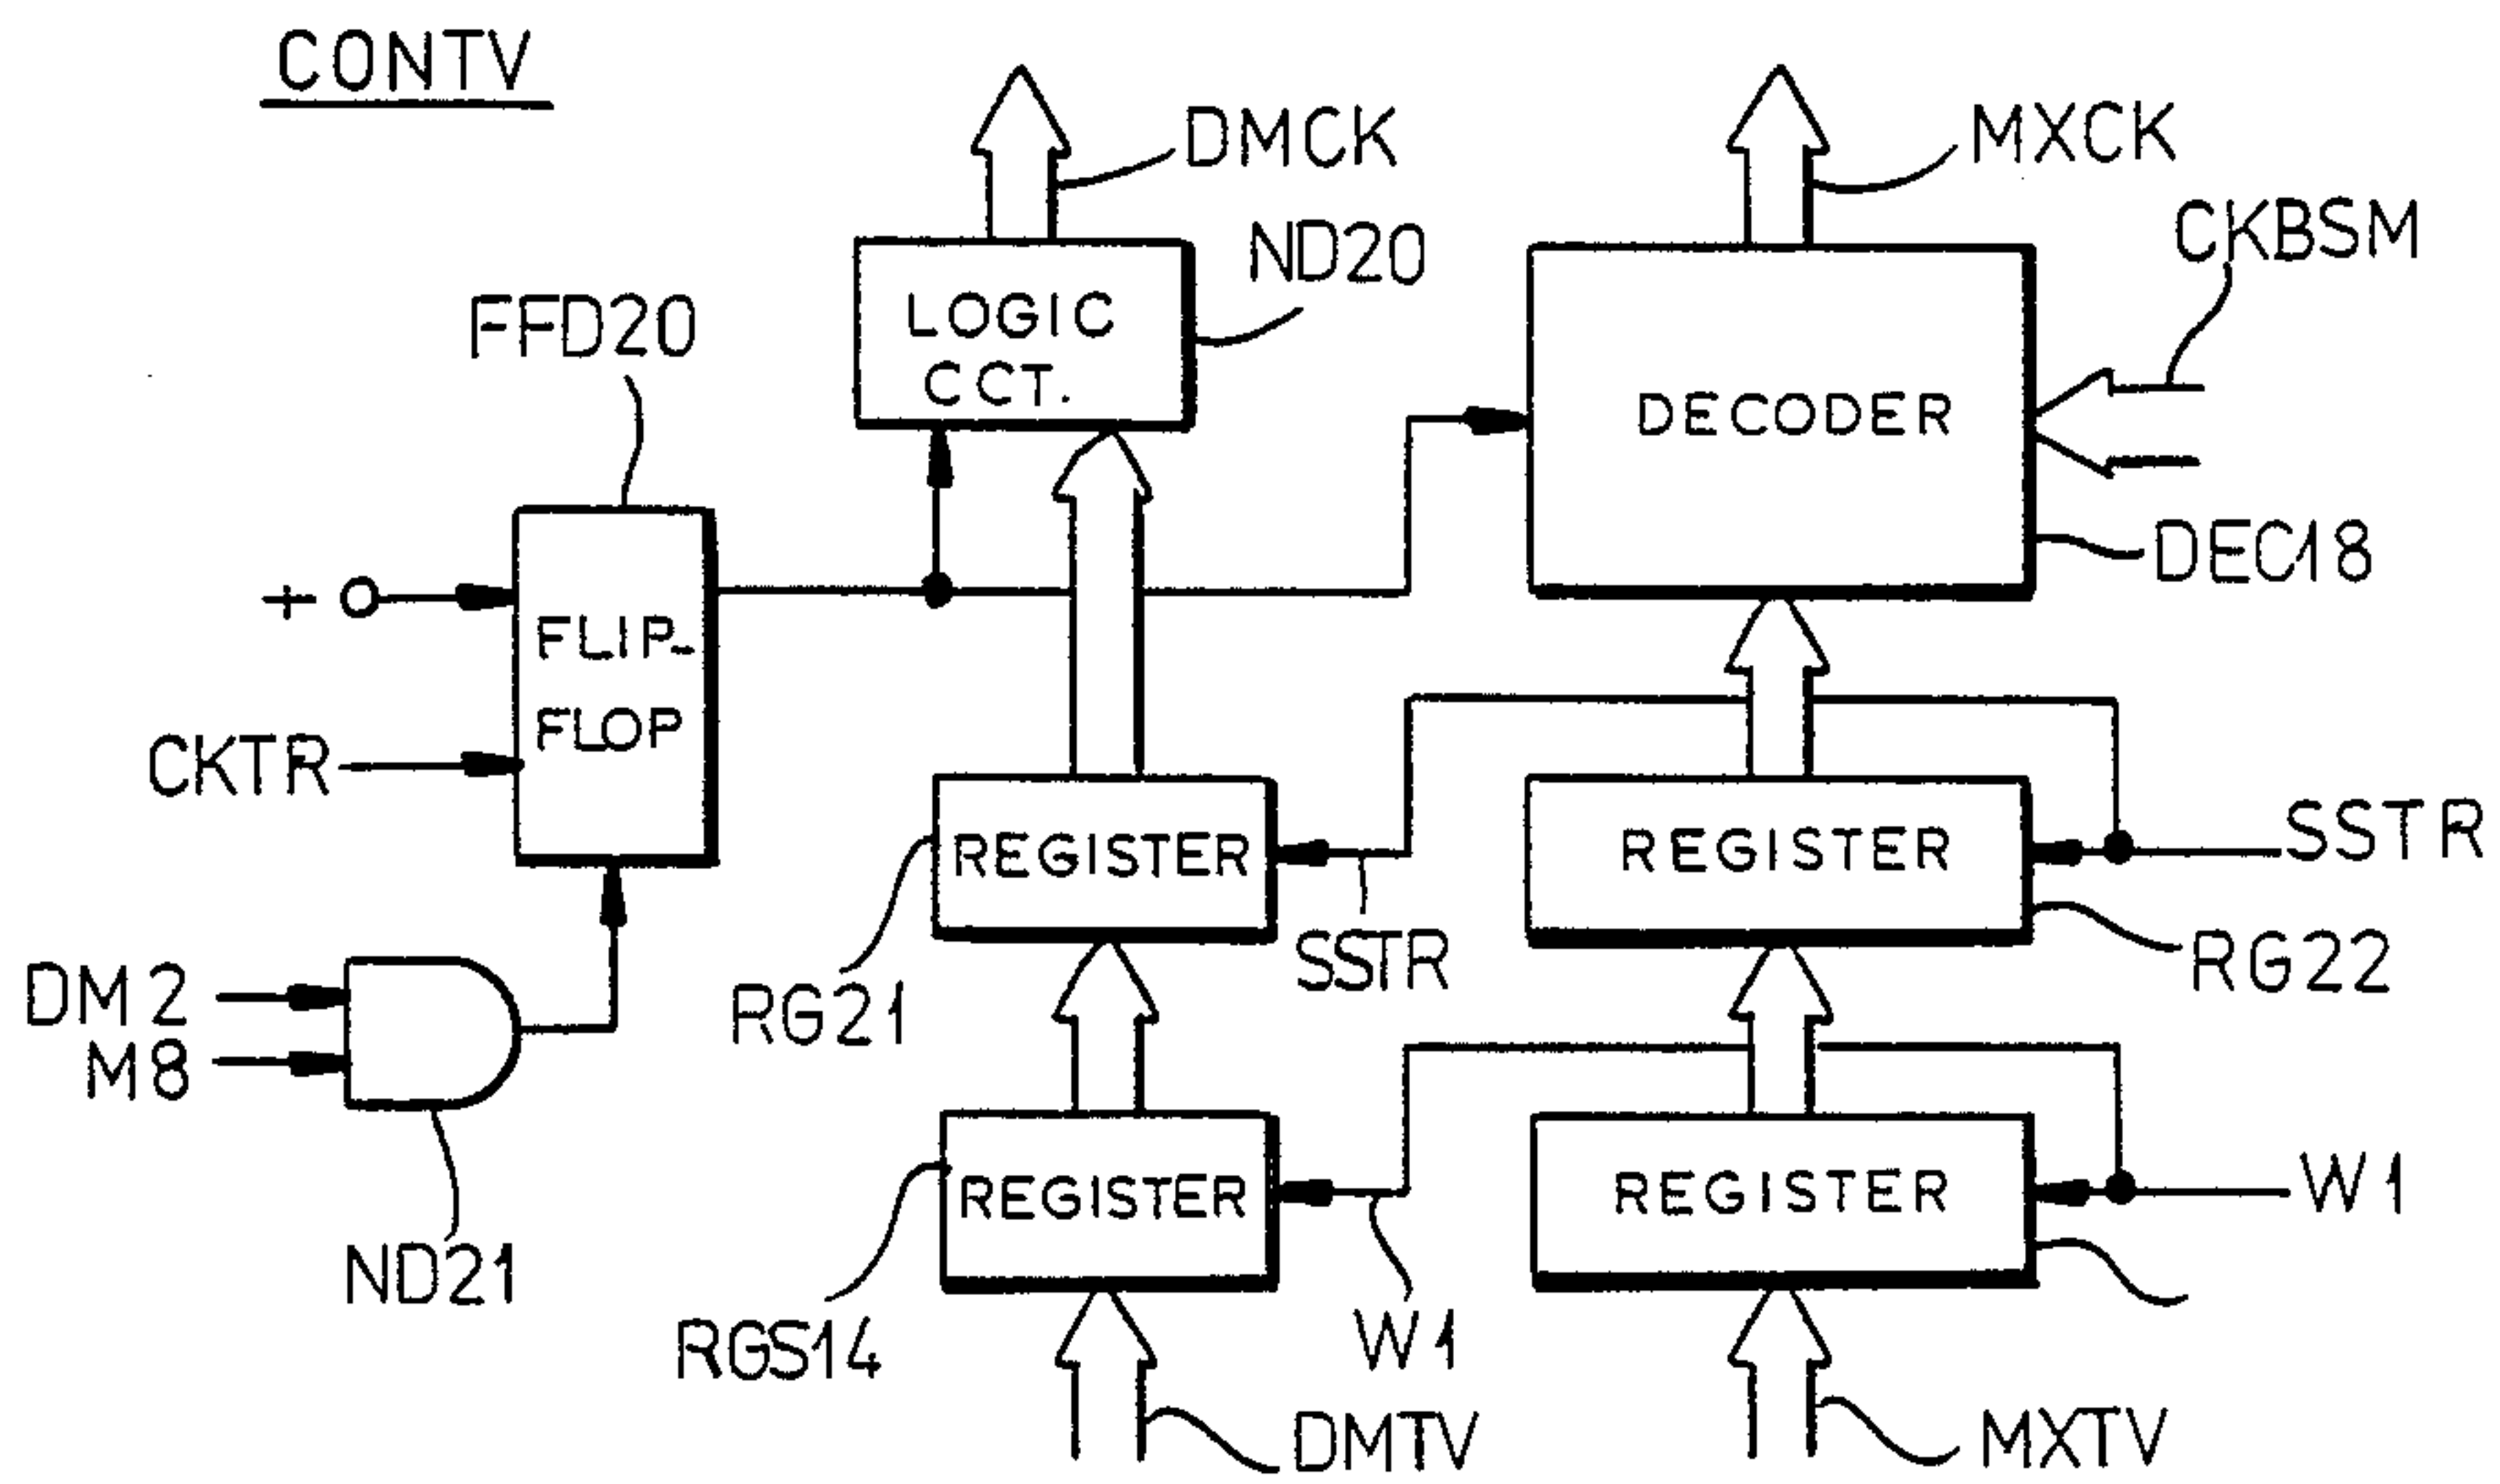 CONTV
DMCK
MXCK
CKBSM
ND20
FFD20
LOGIC
CCT.
DECODER
DEC18
+
FLIP-
FLOP
CKTR
REGISTER
REGISTER
SSTR
SSTR
RG21
RG22
DM2
M8
ND21
REGISTER
REGISTER
W1
W1
RGS14
DMTV
MXTV